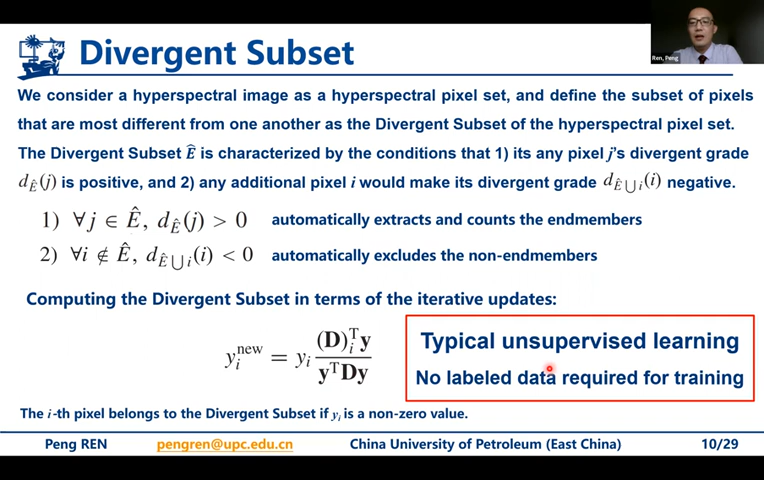 Divergent Subset
Ren, Peng
We consider a hyperspectral image as a hyperspectral pixel set, and define the subset of pixels
that are most different from one another as the Divergent Subset of the hyperspectral pixel set.
The Divergent Subset Ê is characterized by the conditions that 1) its any pixel j's divergent grade
d_Ê(j) is positive, and 2) any additional pixel i would make its divergent grade d_{Ê⋃i}(i) negative.
1) ∀j ∈ Ê, d_Ê(j) > 0 automatically extracts and counts the endmembers
2) ∀i ∉ Ê, d_{Ê⋃i}(i) < 0 automatically excludes the non-endmembers
Computing the Divergent Subset in terms of the iterative updates:
y_i^new = y_i (D)_i^T y / y^T Dy
Typical unsupervised learning
No labeled data required for training
The i-th pixel belongs to the Divergent Subset if y_i is a non-zero value.
Peng REN pengren@upc.edu.cn China University of Petroleum (East China) 10/29